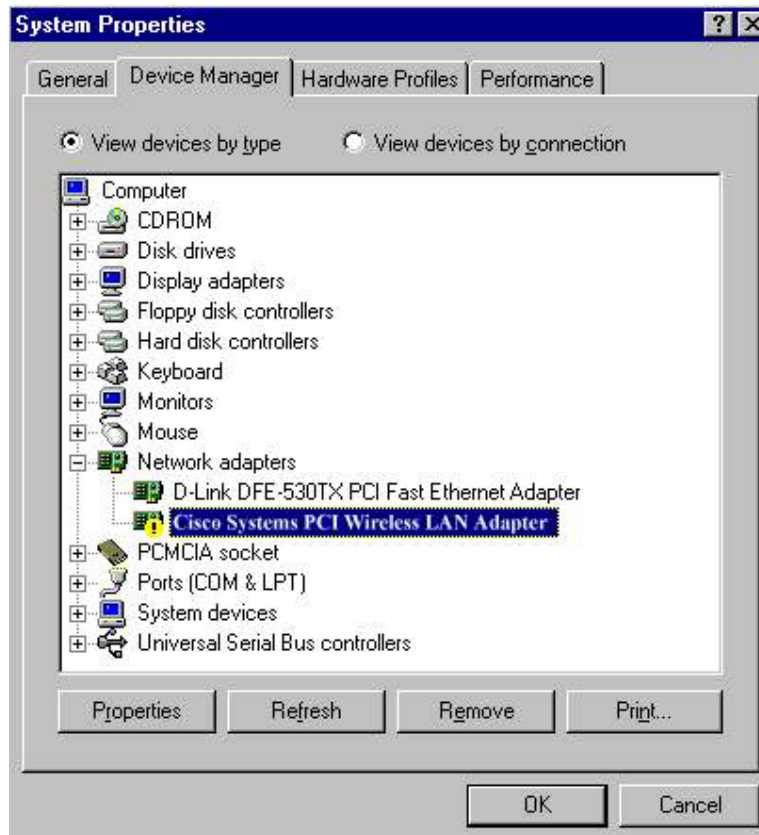 System Properties
General Device Manager Hardware Profiles Performance
View devices by type View devices by connection
Computer
CDROM
Disk drives
Display adapters
Floppy disk controllers
Hard disk controllers
Keyboard
Monitors
Mouse
Network adapters
D-Link DFE-530TX PCI Fast Ethernet Adapter
Cisco Systems PCI Wireless LAN Adapter
PCMCIA socket
Ports (COM & LPT)
System devices
Universal Serial Bus controllers
Properties Refresh Remove Print...
OK Cancel